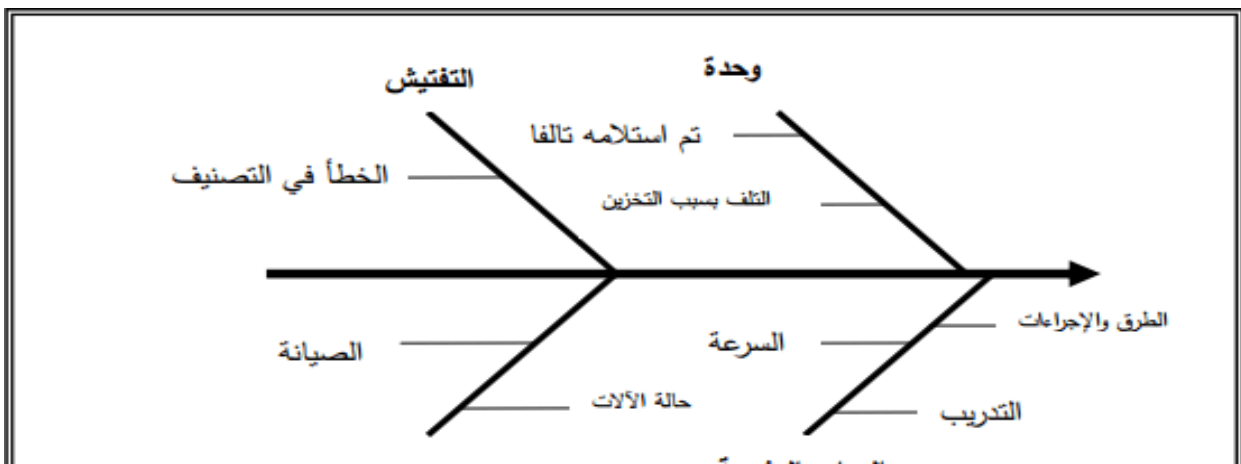 وحدة
التفتيش
تم استلامه تالفا
الخطأ في التصنيف
التلف بسبب التخزين
الطرق والإجراءات
السرعة
الصيانة
حالة الآلات
التدريب